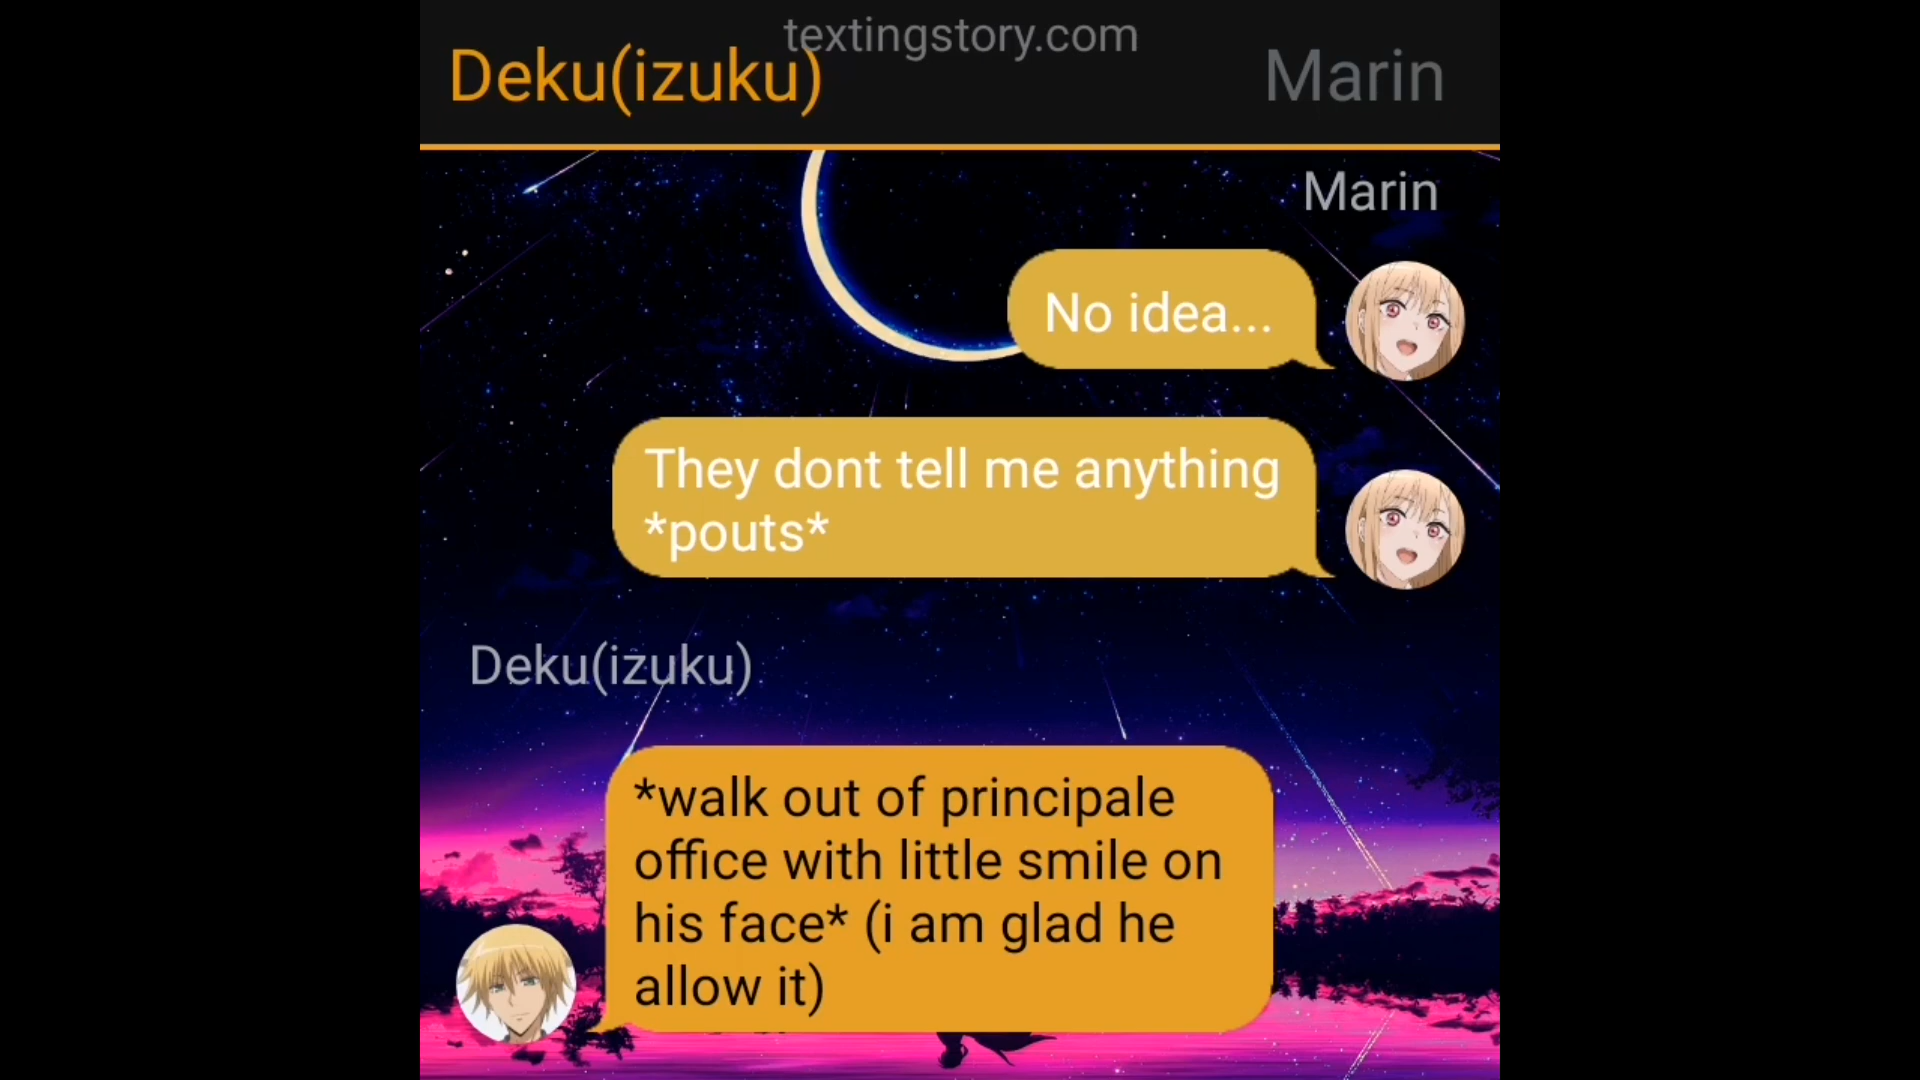 textingstory.com
Deku(izuku)
Marin
Marin
No idea...
They dont tell me anything
*pouts*
Deku(izuku)
*walk out of principale
office with little smile on
his face* (i am glad he
allow it)